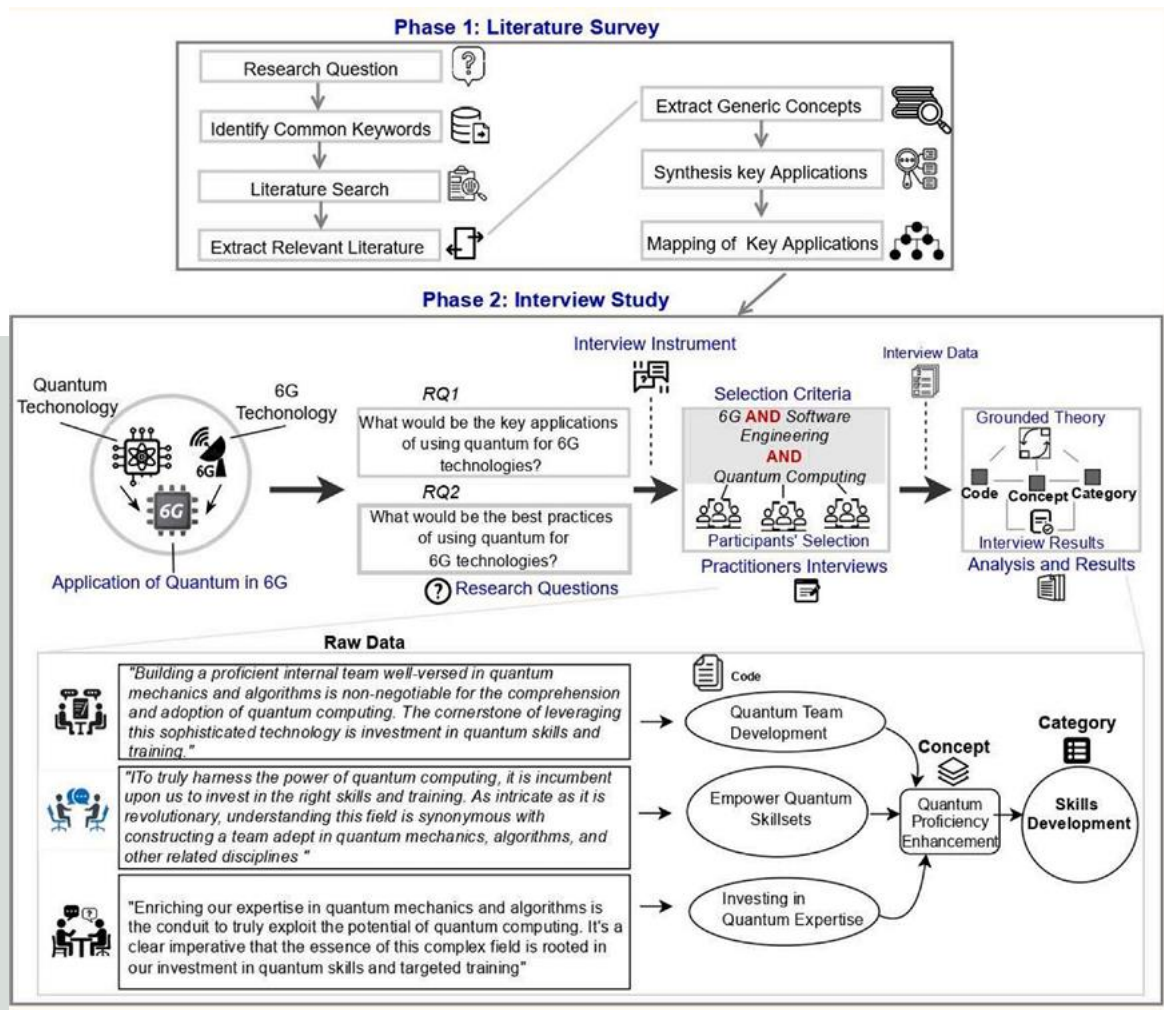 Phase 1: Literature Survey
Research Question
Identify Common Keywords
Literature Search
Extract Relevant Literature
Extract Generic Concepts
Synthesis key Applications
Mapping of Key Applications
Phase 2: Interview Study
Quantum
Techonology
6G
Techonology
6G
6G
Application of Quantum in 6G
RQ1
What would be the key applications
of using quantum for 6G
technologies?
RQ2
What would be the best practices
of using quantum for
6G technologies?
Research Questions
Interview Instrument
Selection Criteria
6G AND Software
Engineering
AND
Quantum Computing
Participants' Selection
Practitioners Interviews
Interview Data
Grounded Theory
Code
Concept
Category
Interview Results
Analysis and Results
Raw Data
"Building a proficient internal team well-versed in quantum
mechanics and algorithms is non-negotiable for the comprehension
and adoption of quantum computing. The cornerstone of leveraging
this sophisticated technology is investment in quantum skills and
training."
"ITo truly harness the power of quantum computing, it is incumbent
upon us to invest in the right skills and training. As intricate as it is
revolutionary, understanding this field is synonymous with
constructing a team adept in quantum mechanics, algorithms, and
other related disciplines "
"Enriching our expertise in quantum mechanics and algorithms is
the conduit to truly exploit the potential of quantum computing. It's a
clear imperative that the essence of this complex field is rooted in
our investment in quantum skills and targeted training"
Code
Quantum Team
Development
Empower Quantum
Skillsets
Investing in
Quantum Expertise
Concept
Quantum
Proficiency
Enhancement
Category
Skills
Development